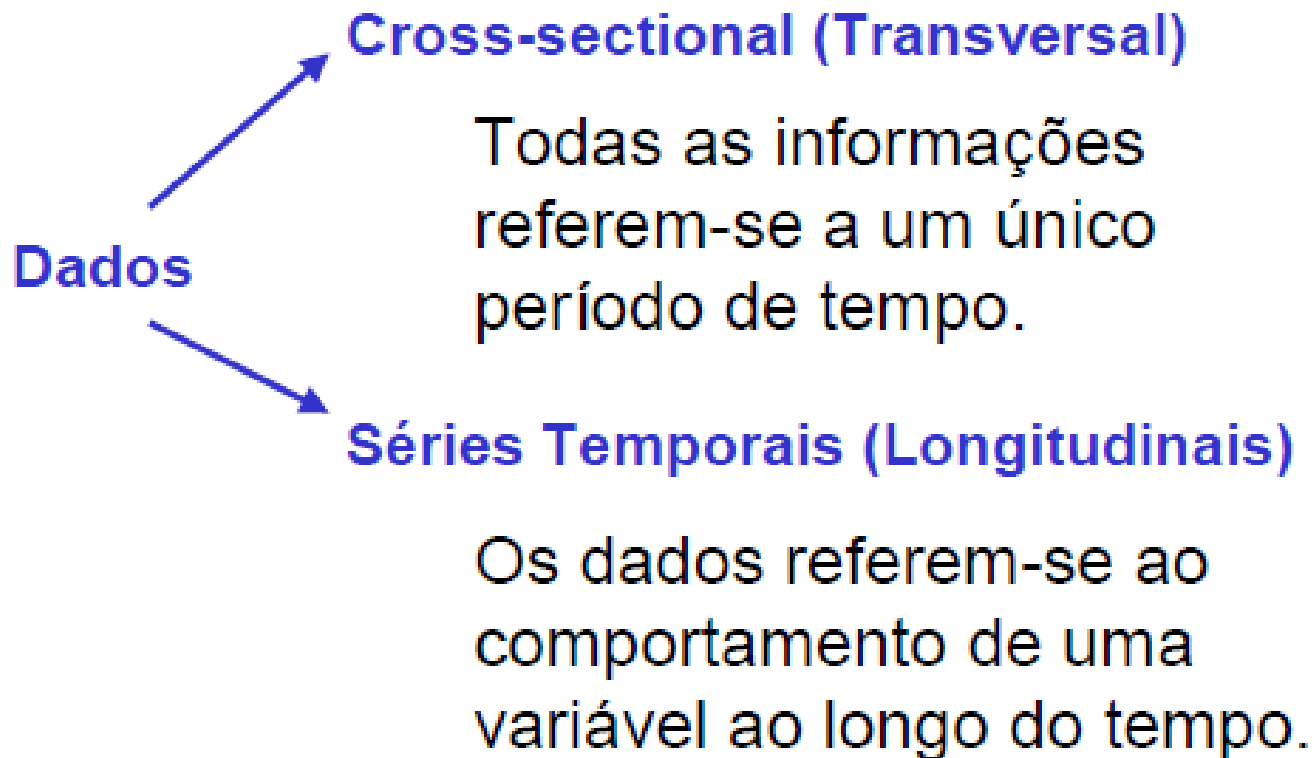 Cross-sectional (Transversal)
Todas as informações
referem-se a um único
período de tempo.
Dados
Séries Temporais (Longitudinais)
Os dados referem-se ao
comportamento de uma
variável ao longo do tempo.